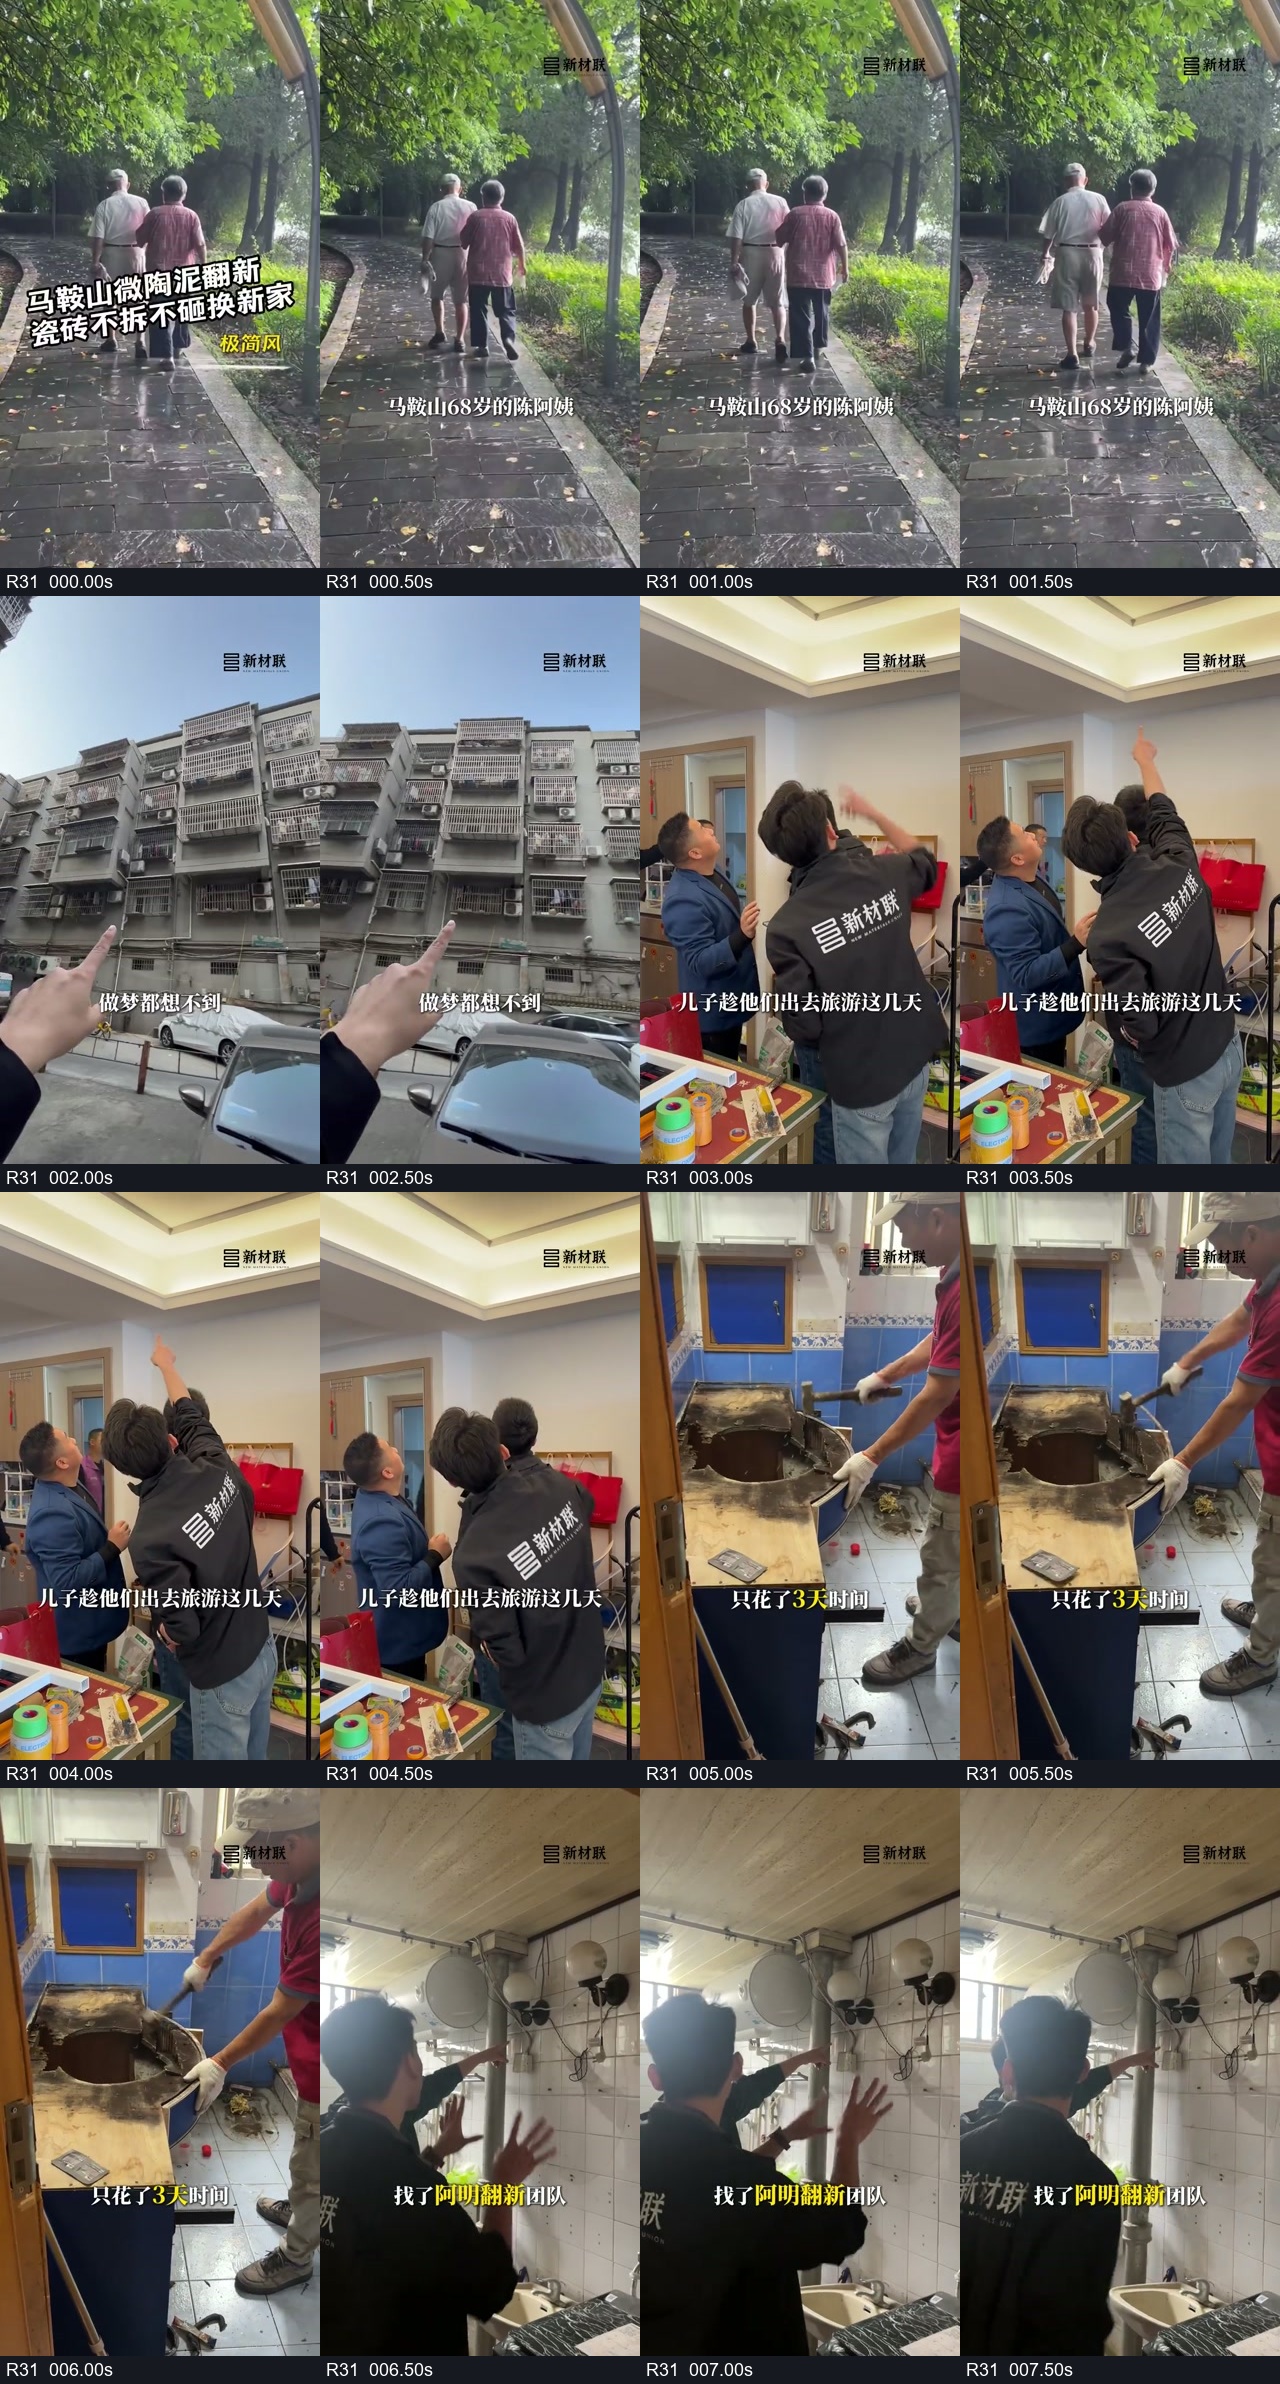 新材联
新材联
新材联
马鞍山微陶泥翻新
瓷砖不拆不砸换新家
极简风
马鞍山68岁的陈阿姨
马鞍山68岁的陈阿姨
马鞍山68岁的陈阿姨
R31 000.00s
R31 000.50s
R31 001.00s
R31 001.50s
新材联
新材联
新材联
新材联
新材联
新材联
做梦都想不到
做梦都想不到
儿子趁他们出去旅游这几天
儿子趁他们出去旅游这几天
R31 002.00s
R31 002.50s
R31 003.00s
R31 003.50s
新材联
新材联
新材联
新材联
新材联
新材联
儿子趁他们出去旅游这几天
儿子趁他们出去旅游这几天
只花了3天时间
只花了3天时间
R31 004.00s
R31 004.50s
R31 005.00s
R31 005.50s
新材联
新材联
新材联
新材联
联
联
新材联
只花了3天时间
找了阿明翻新团队
找了阿明翻新团队
找了阿明翻新团队
R31 006.00s
R31 006.50s
R31 007.00s
R31 007.50s